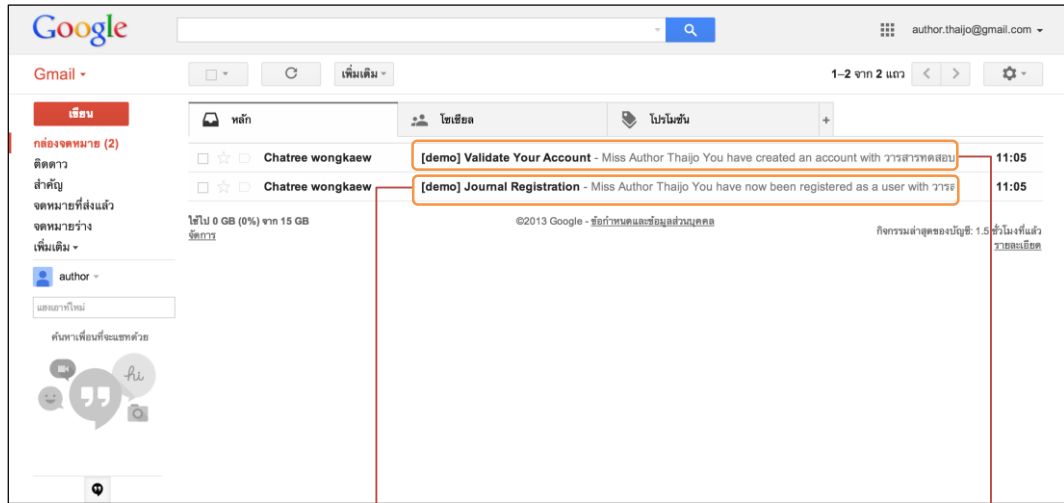 Google
author.thaijo@gmail.com
Gmail
เพิ่มเติม
1–2 จาก 2 แถว
เขียน
หลัก
โซเชียล
โปรโมชัน
+
กล่องจดหมาย (2)
ติดดาว
สำคัญ
จดหมายที่ส่งแล้ว
จดหมายร่าง
เพิ่มเติม
Chatree wongkaew [demo] Validate Your Account - Miss Author Thaijo You have created an account with วารสารทดสอบ 11:05
Chatree wongkaew [demo] Journal Registration - Miss Author Thaijo You have now been registered as a user with 11:05
ใช้ไป 0 GB (0%) จาก 15 GB
จัดการ
©2013 Google - ข้อกำหนดและข้อมูลส่วนบุคคล
กิจกรรมล่าสุดของบัญชี: 1.5 ชั่วโมงที่แล้ว
รายละเอียด
author
แฮงเอาท์ใหม่
ค้นหาเพื่อนที่จะแชทด้วย
hi